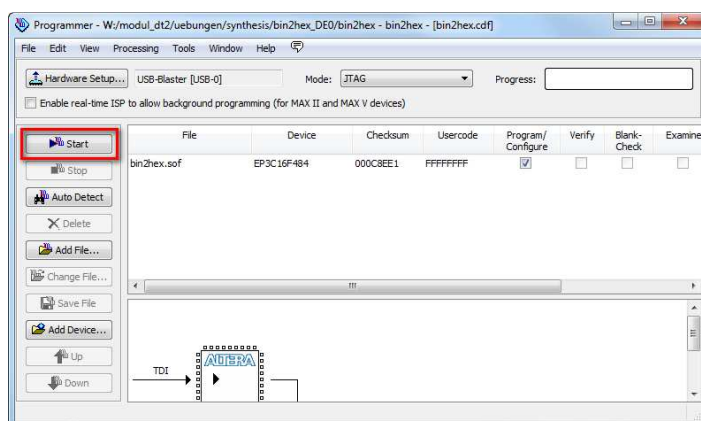 Programmer - W:/modul_dt2/uebungen/synthesis/bin2hex_DE0/bin2hex - bin2hex - [bin2hex.cdf]
File Edit View Processing Tools Window Help
Hardware Setup... USB-Blaster [USB-0] Mode: JTAG Progress:
Enable real-time ISP to allow background programming (for MAX II and MAX V devices)
Start
Stop
Auto Detect
Delete
Add File...
Change File...
Save File
Add Device...
Up
Down
File Device Checksum Usercode Program/ Verify Blank- Examine
Configure Check
bin2hex.sof EP3C16F484 000C8EE1 FFFFFFFF
ALTERA
TDI